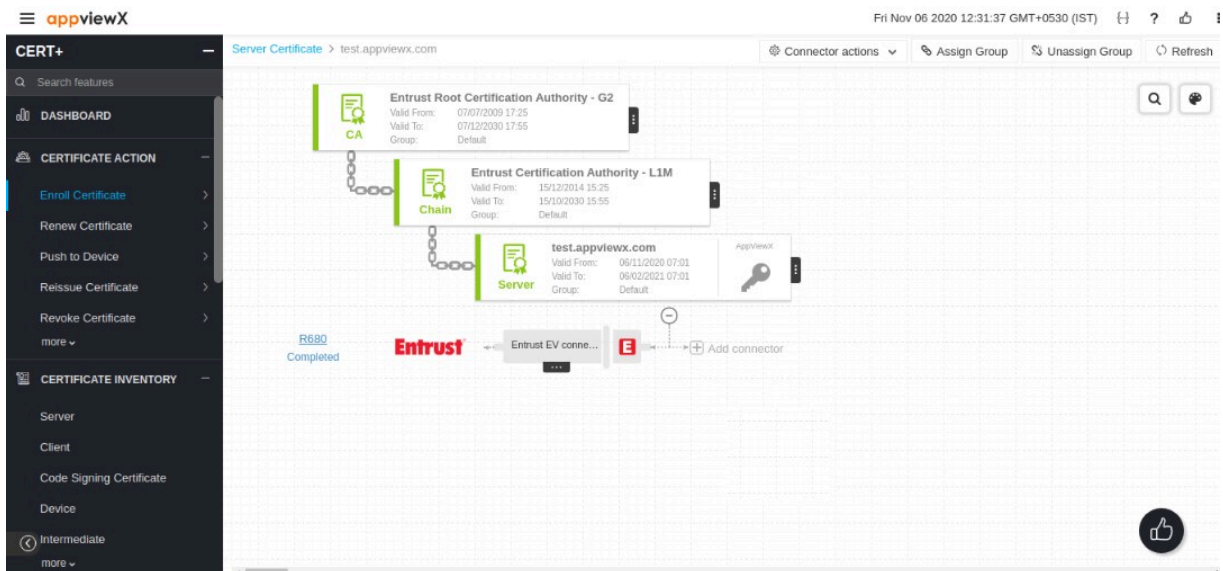 appviewX
Fri Nov 06 2020 12:31:37 GMT+0530 (IST)
?
CERT+
Server Certificate > test.appviewx.com
Connector actions
Assign Group
Unassign Group
Refresh
Search features
DASHBOARD
CERTIFICATE ACTION
Enroll Certificate
Renew Certificate
Push to Device
Reissue Certificate
Revoke Certificate
more
CERTIFICATE INVENTORY
Server
Client
Code Signing Certificate
Device
Intermediate
more
CA
Entrust Root Certification Authority - G2
Valid From: 07/07/2009 17:25
Valid To: 07/12/2030 17:55
Group: Default
Chain
Entrust Certification Authority - L1M
Valid From: 15/12/2014 15:25
Valid To: 15/10/2030 15:55
Group: Default
Server
test.appviewx.com
Valid From: 06/11/2020 07:01
Valid To: 06/02/2021 07:01
Group: Default
AppViewX
R680
Completed
Entrust
Entrust EV conne...
E
Add connector